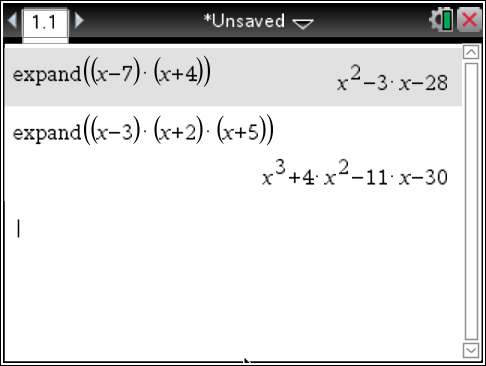 1.1 *Unsaved
expand((x−7)·(x+4)) x²−3·x−28
expand((x−3)·(x+2)·(x+5))
x³+4·x²−11·x−30